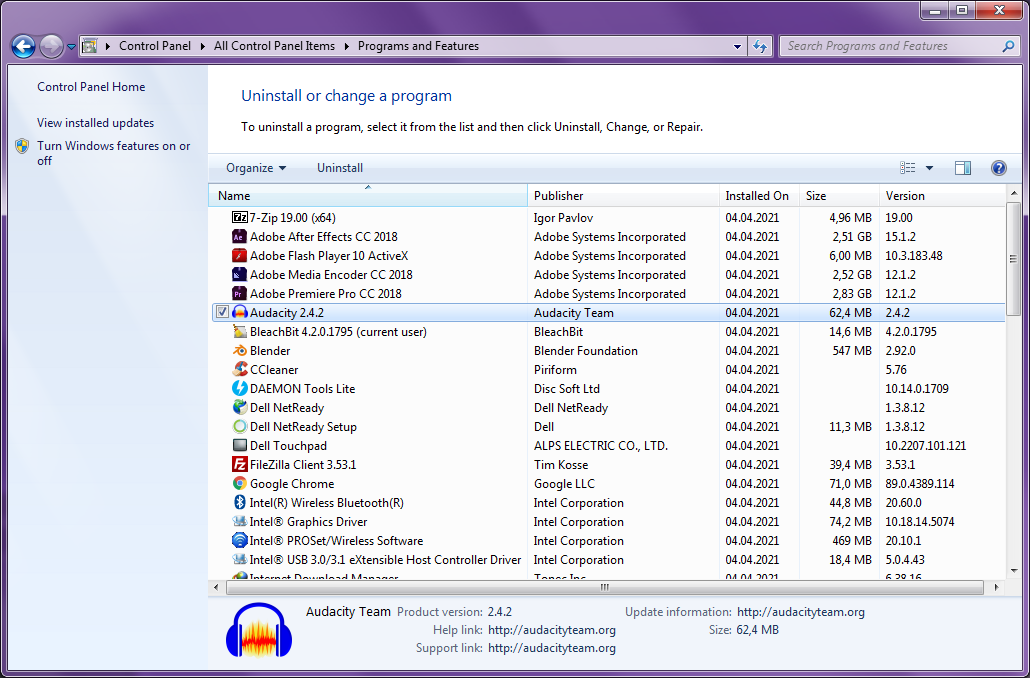 Control Panel All Control Panel Items Programs and Features Search Programs and Features
Control Panel Home
View installed updates
Turn Windows features on or
off
Uninstall or change a program
To uninstall a program, select it from the list and then click Uninstall, Change, or Repair.
Organize Uninstall
Name Publisher Installed On Size Version
7-Zip 19.00 (x64) Igor Pavlov 04.04.2021 4,96 MB 19.00
Adobe After Effects CC 2018 Adobe Systems Incorporated 04.04.2021 2,51 GB 15.1.2
Adobe Flash Player 10 ActiveX Adobe Systems Incorporated 04.04.2021 6,00 MB 10.3.183.48
Adobe Media Encoder CC 2018 Adobe Systems Incorporated 04.04.2021 2,52 GB 12.1.2
Adobe Premiere Pro CC 2018 Adobe Systems Incorporated 04.04.2021 2,83 GB 12.1.2
Audacity 2.4.2 Audacity Team 04.04.2021 62,4 MB 2.4.2
BleachBit 4.2.0.1795 (current user) BleachBit 04.04.2021 14,6 MB 4.2.0.1795
Blender Blender Foundation 04.04.2021 547 MB 2.92.0
CCleaner Piriform 04.04.2021 5.76
DAEMON Tools Lite Disc Soft Ltd 04.04.2021 10.14.0.1709
Dell NetReady Dell NetReady 04.04.2021 1.3.8.12
Dell NetReady Setup Dell 04.04.2021 11,3 MB 1.3.8.12
Dell Touchpad ALPS ELECTRIC CO., LTD. 04.04.2021 10.2207.101.121
FileZilla Client 3.53.1 Tim Kosse 04.04.2021 39,4 MB 3.53.1
Google Chrome Google LLC 04.04.2021 71,0 MB 89.0.4389.114
Intel(R) Wireless Bluetooth(R) Intel Corporation 04.04.2021 44,8 MB 20.60.0
Intel® Graphics Driver Intel Corporation 04.04.2021 74,2 MB 10.18.14.5074
Intel® PROSet/Wireless Software Intel Corporation 04.04.2021 469 MB 20.10.1
Intel® USB 3.0/3.1 eXtensible Host Controller Driver Intel Corporation 04.04.2021 18,4 MB 5.0.4.43
Internet Download Manager Tonec Inc. 04.04.2021 6.38.16
Audacity Team Product version: 2.4.2 Update information: http://audacityteam.org
Help link: http://audacityteam.org Size: 62,4 MB
Support link: http://audacityteam.org